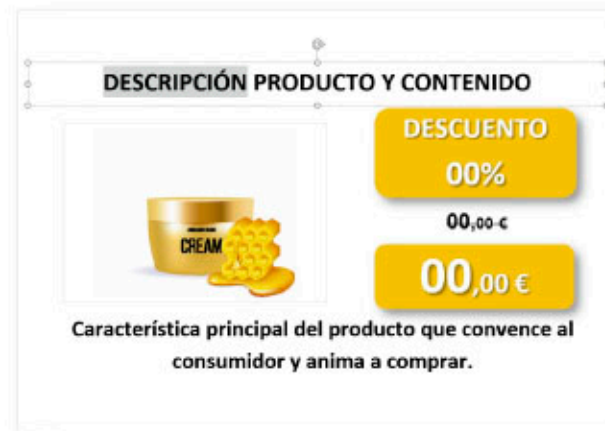 DESCRIPCIÓN PRODUCTO Y CONTENIDO
DESCUENTO
00%
00,00 €
00,00 €
CREAM
Característica principal del producto que convence al
consumidor y anima a comprar.